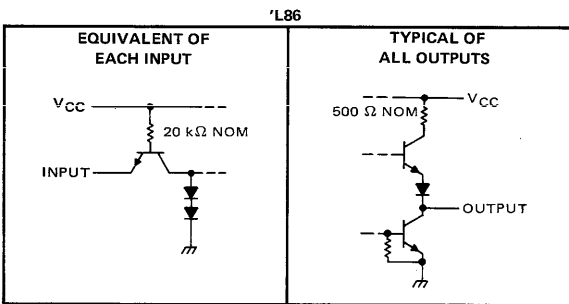 'L86
EQUIVALENT OF
EACH INPUT
VCC
20 kΩ NOM
INPUT
TYPICAL OF
ALL OUTPUTS
VCC
500 Ω NOM
OUTPUT